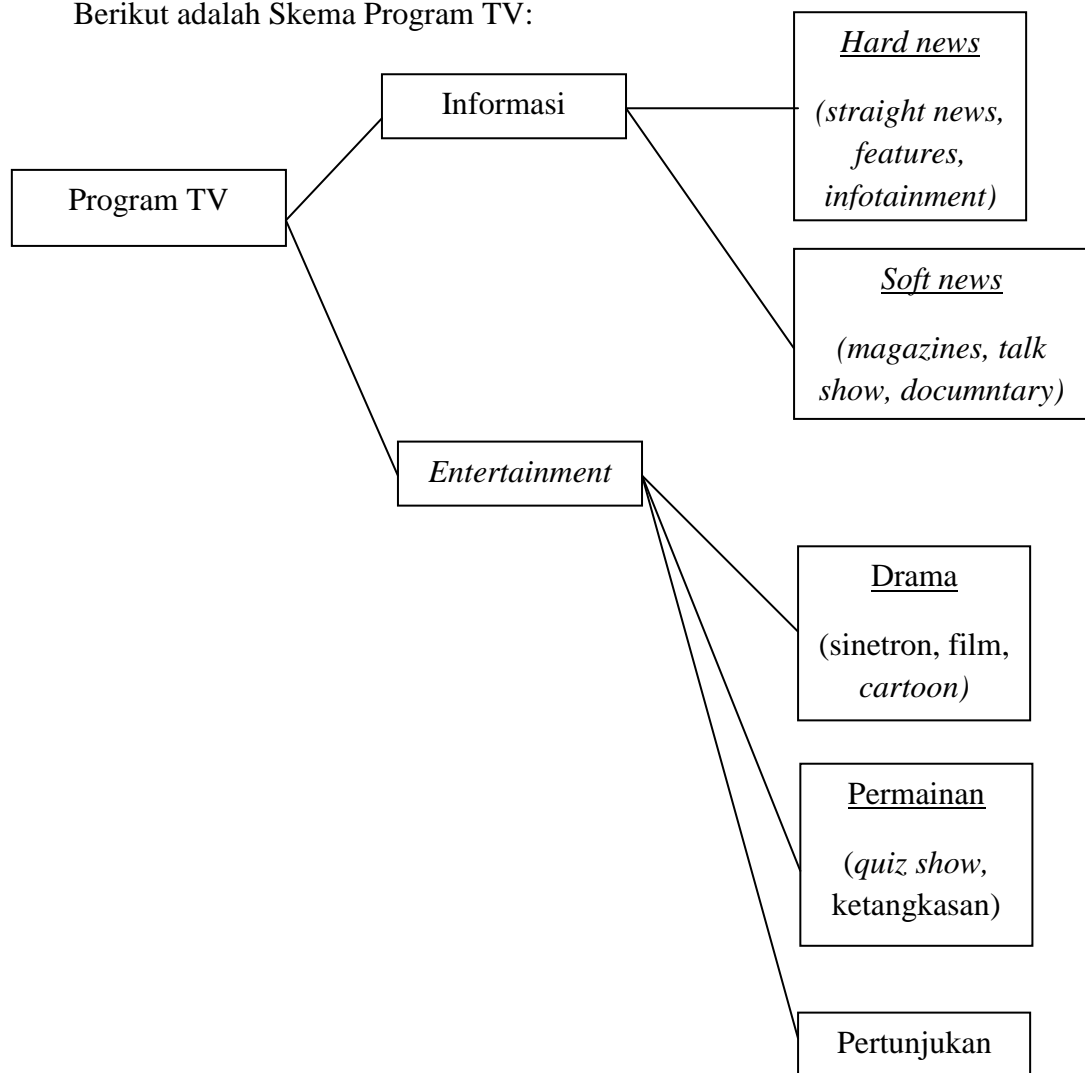 Berikut adalah Skema Program TV:
Hard news
(straight news,
features,
infotainment)
Informasi
Program TV
Soft news
(magazines, talk
show, documntary)
Entertainment
Drama
(sinetron, film,
cartoon)
Permainan
(quiz show,
ketangkasan)
Pertunjukan